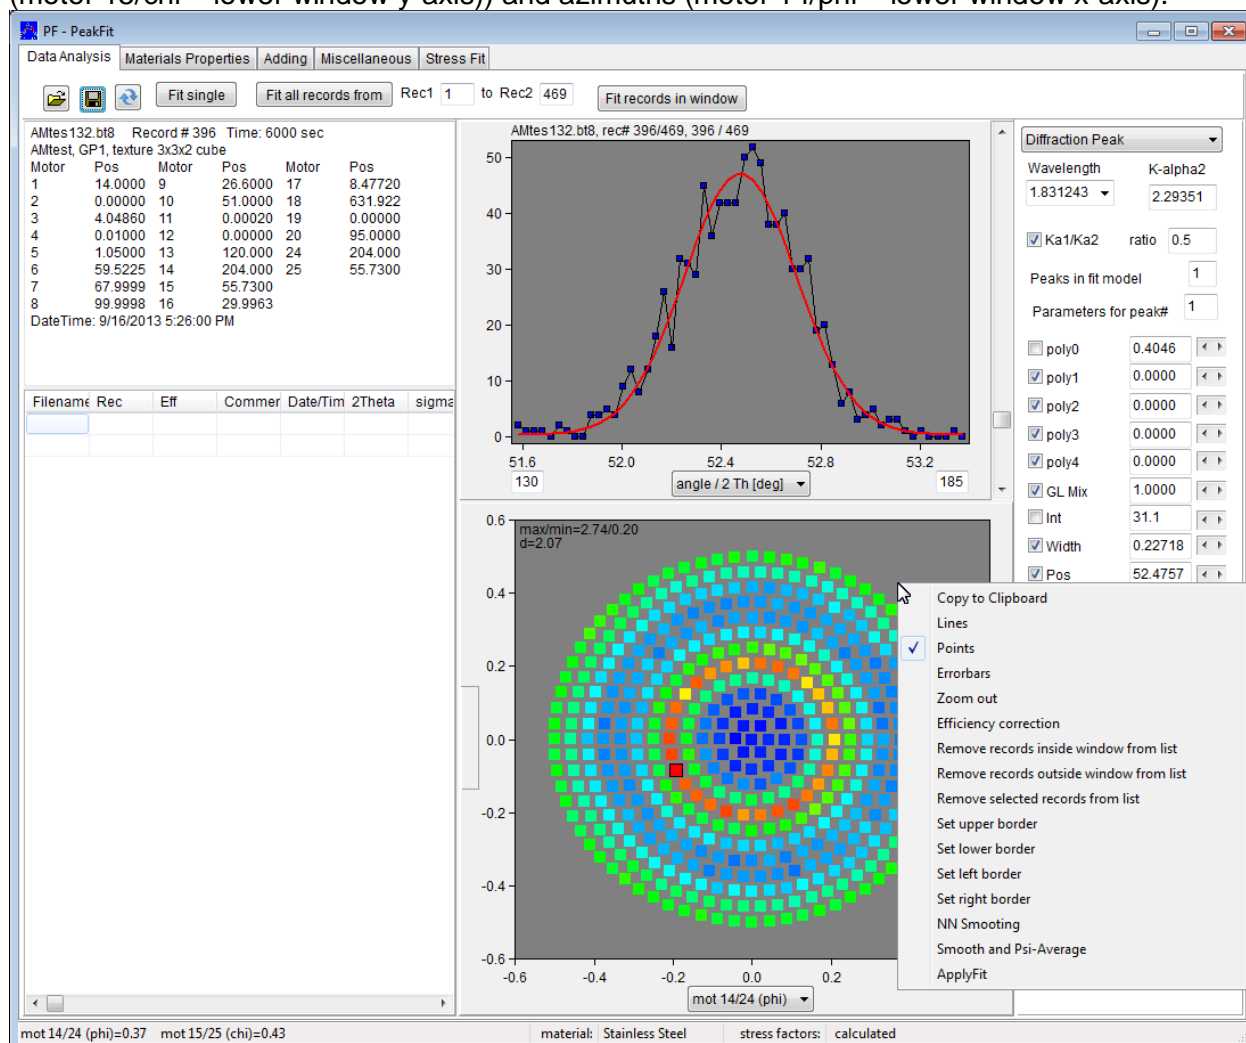 PF - PeakFit
Data Analysis Materials Properties Adding Miscellaneous Stress Fit
Fit single Fit all records from Rec1 1 to Rec2 469 Fit records in window
AMtes132.bt8 Record # 396 Time: 6000 sec
AMtest, GP1, texture 3x3x2 cube
Motor Pos Motor Pos Motor Pos
1 14.0000 9 26.6000 17 8.47720
2 0.00000 10 51.0000 18 631.922
3 4.04860 11 0.00020 19 0.00000
4 0.01000 12 0.00000 20 95.0000
5 1.05000 13 120.000 24 204.000
6 59.5225 14 204.000 25 55.7300
7 67.9999 15 55.7300
8 99.9998 16 29.9963
DateTime: 9/16/2013 5:26:00 PM
Filename Rec Eff Commer Date/Tim 2Theta sigma
AMtes132.bt8, rec# 396/469, 396 / 469
50
40
30
20
10
0
51.6 52.0 52.4 52.8 53.2
130 angle / 2 Th [deg] 185
Diffraction Peak
Wavelength K-alpha2
1.831243 2.29351
Ka1/Ka2 ratio 0.5
Peaks in fit model 1
Parameters for peak# 1
poly0 0.4046
poly1 0.0000
poly2 0.0000
poly3 0.0000
poly4 0.0000
GL Mix 1.0000
Int 31.1
Width 0.22718
Pos 52.4757
max/min=2.74/0.20
d=2.07
0.6
0.4
0.2
0.0
-0.2
-0.4
-0.6
-0.6 -0.4 -0.2 0.0 0.2
mot 14/24 (phi)
Copy to Clipboard
Lines
Points
Errorbars
Zoom out
Efficiency correction
Remove records inside window from list
Remove records outside window from list
Remove selected records from list
Set upper border
Set lower border
Set left border
Set right border
NN Smooting
Smooth and Psi-Average
ApplyFit
mot 14/24 (phi)=0.37 mot 15/25 (chi)=0.43 material: Stainless Steel stress factors: calculated